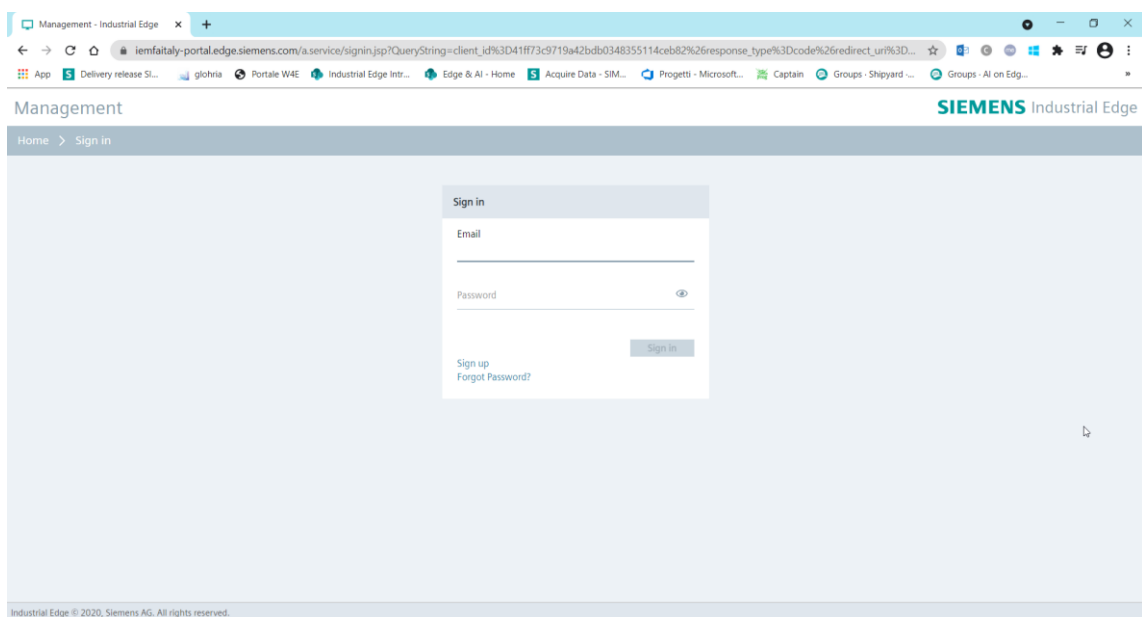 Management - Industrial Edge
iemfaitaly-portal.edge.siemens.com/a.service/signin.jsp?QueryString=client_id%3D41ff73c9719a42bdb0348355114ceb82%26response_type%3Dcode%26redirect_uri%3D...
App Delivery release SI... glohria Portale W4E Industrial Edge Intr... Edge & AI - Home Acquire Data - SIM... Progetti - Microsoft... Captain Groups - Shipyard -... Groups - AI on Edg... »
Management SIEMENS Industrial Edge
Home > Sign in
Sign in
Email
Password
Sign in
Sign up
Forgot Password?
Industrial Edge © 2020, Siemens AG. All rights reserved.